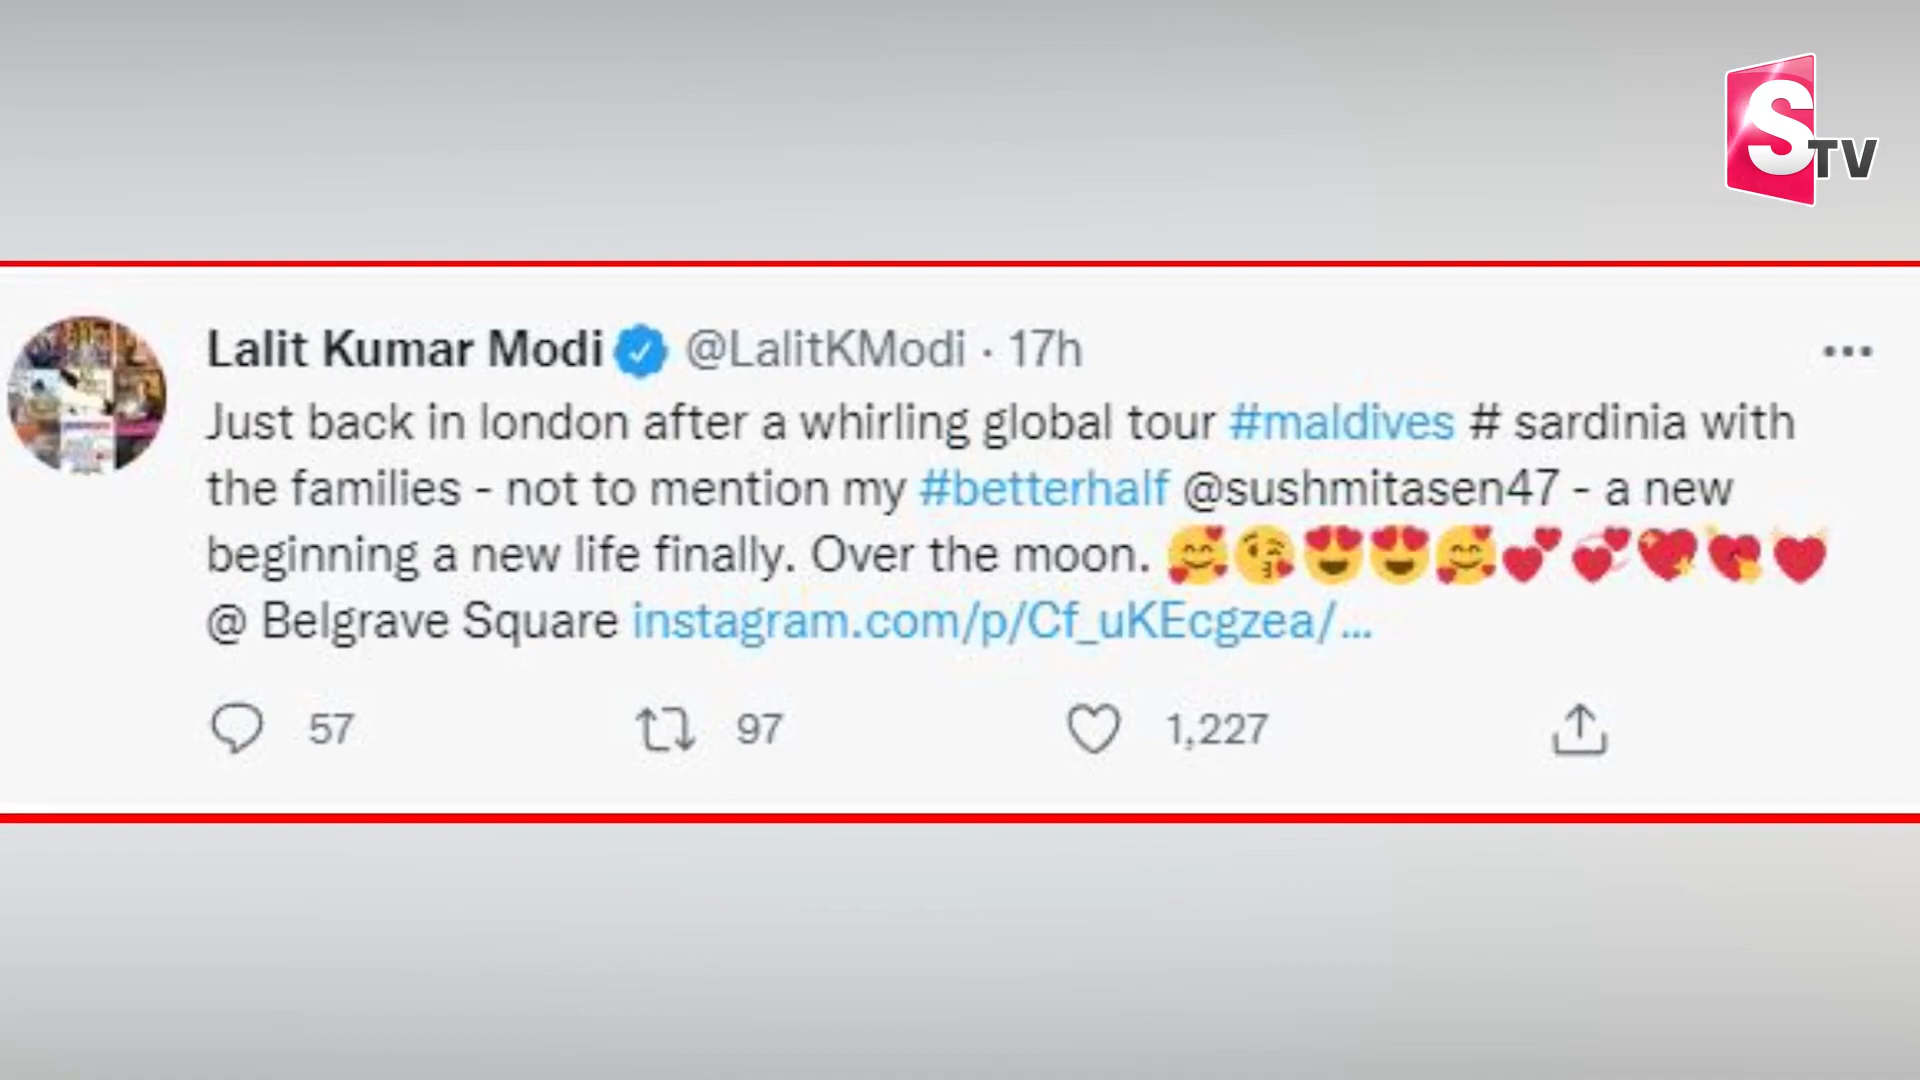 STV
Lalit Kumar Modi @LalitKModi · 17h
Just back in london after a whirling global tour #maldives # sardinia with
the families - not to mention my #betterhalf @sushmitasen47 - a new
beginning a new life finally. Over the moon. 🥰😘😍😍🥰💕💞💖💘💓
@ Belgrave Square instagram.com/p/Cf_uKEcgzea/...
57 97 1,227